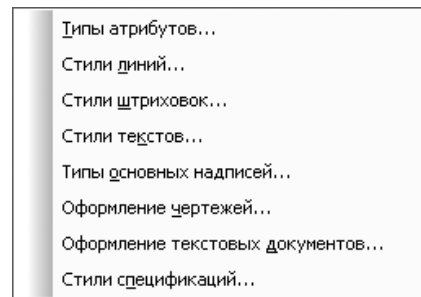 Типы атрибутов...
Стили линий...
Стили штриховок...
Стили текстов...
Типы основных надписей...
Оформление чертежей...
Оформление текстовых документов...
Стили спецификаций...